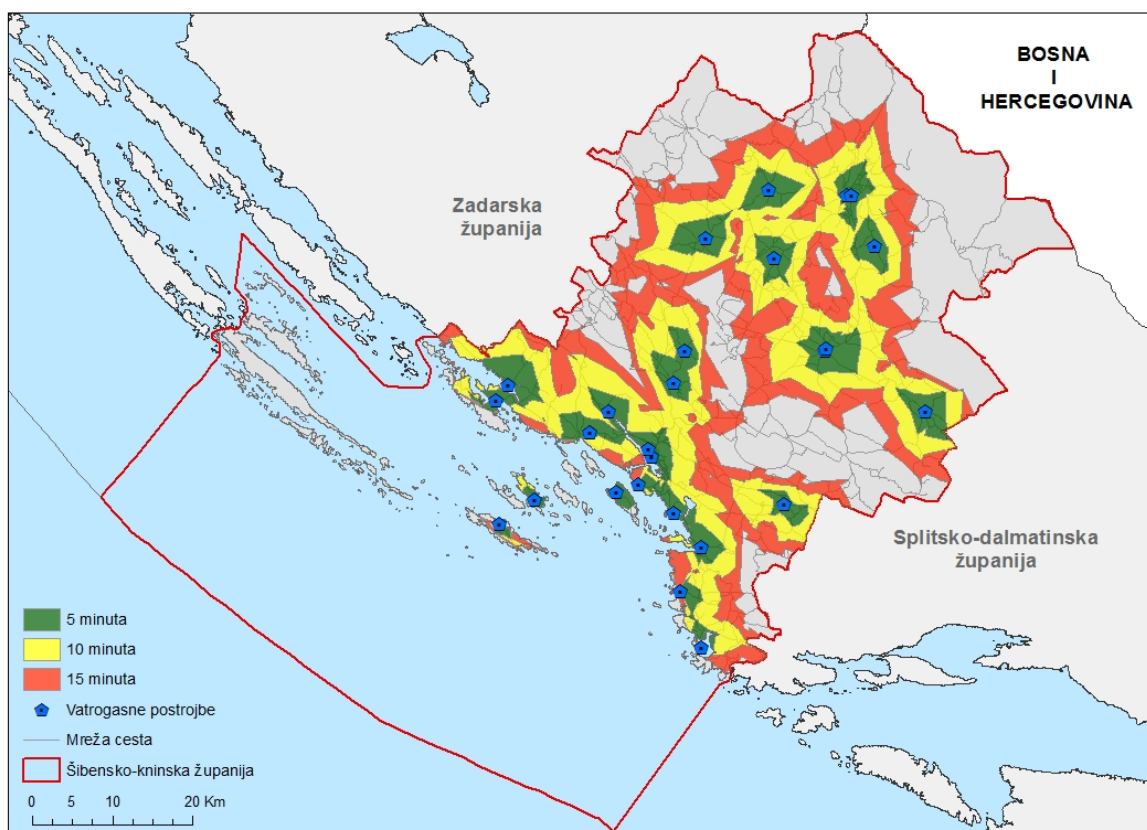 BOSNA
I
HERCEGOVINA
Zadarska
županija
Splitsko-dalmatinska
županija
5 minuta
10 minuta
15 minuta
Vatrogasne postrojbe
Mreža cesta
Šibensko-kninska županija
0 5 10 20 Km